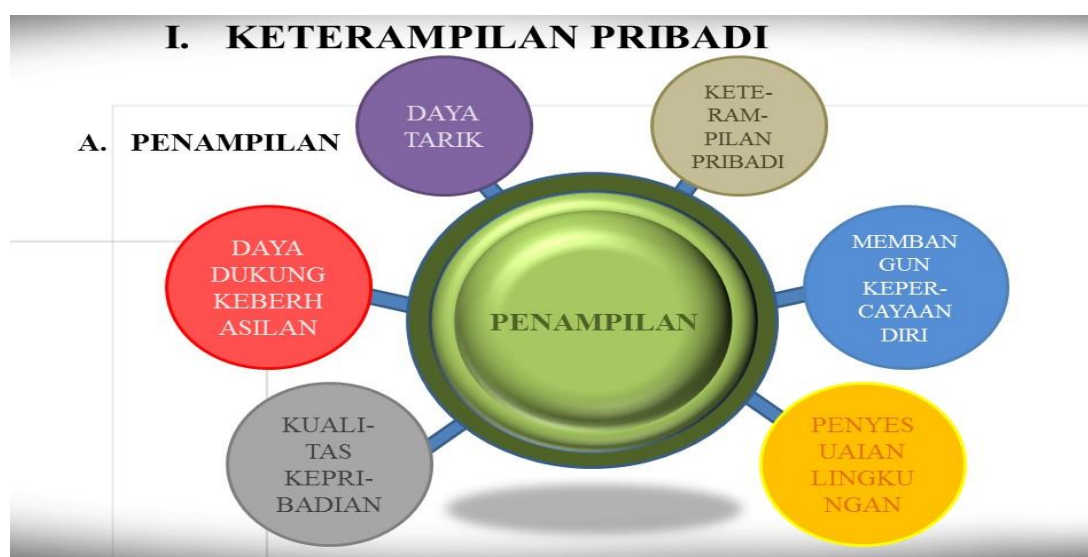 I. KETERAMPILAN PRIBADI
A. PENAMPILAN
DAYA
TARIK
KETE-
RAM-
PILAN
PRIBADI
DAYA
DUKUNG
KEBERH
ASILAN
PENAMPILAN
MEMBAN
GUN
KEPER-
CAYAAN
DIRI
KUALI-
TAS
KEPRI-
BADIAN
PENYES
UAIAN
LINGKU
NGAN